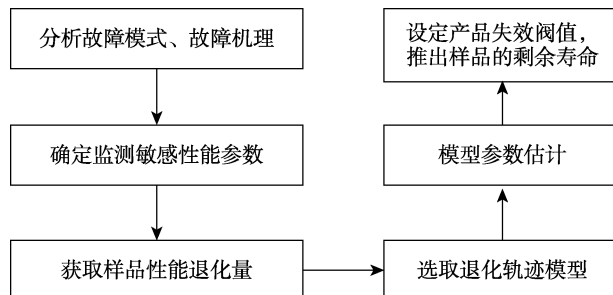 分析故障模式、故障机理
确定监测敏感性能参数
获取样品性能退化量
选取退化轨迹模型
模型参数估计
设定产品失效阀值,
推出样品的剩余寿命